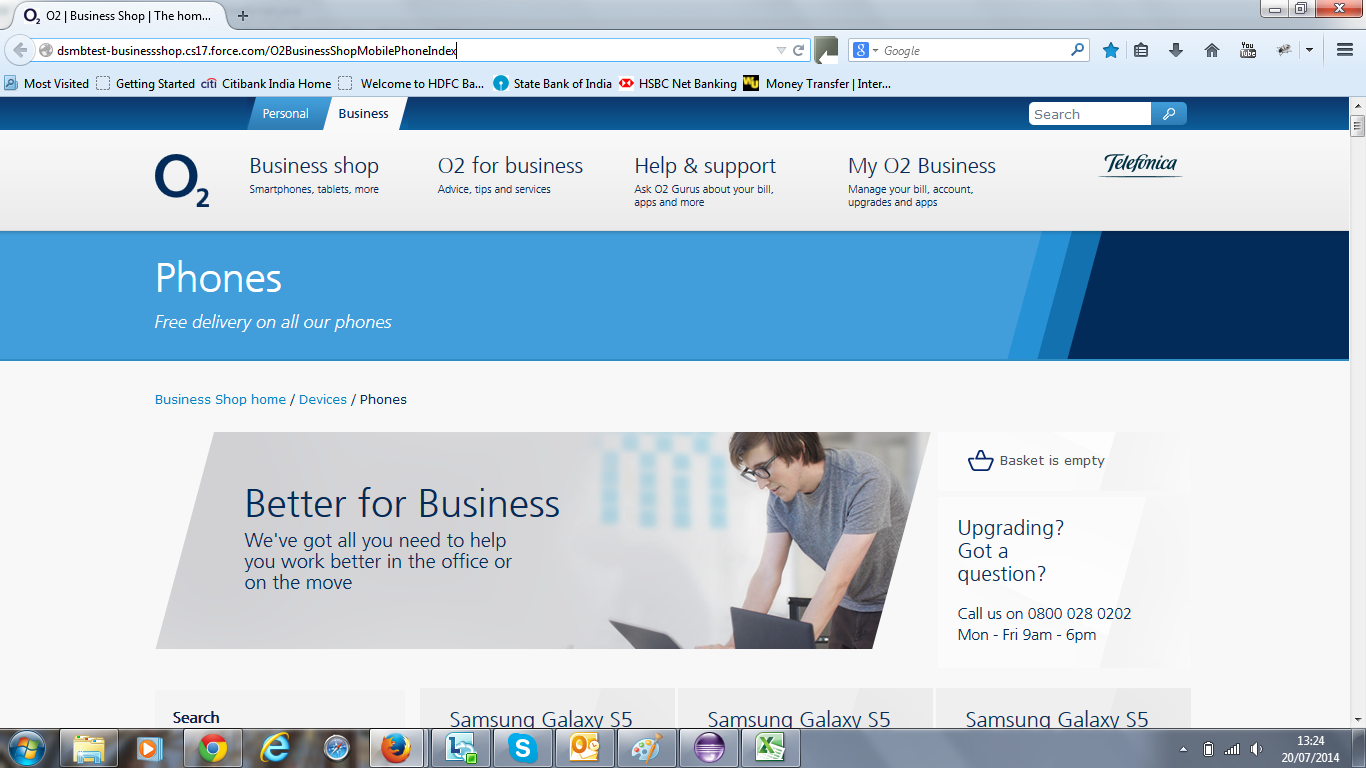 O2 | Business Shop | The hom...
dsmbtest-businessshop.cs17.force.com/O2BusinessShopMobilePhoneIndex
Google
Most Visited Getting Started Citibank India Home Welcome to HDFC Ba... State Bank of India HSBC Net Banking Money Transfer | Inter...
Personal Business Search
O2
Business shop
Smartphones, tablets, more
O2 for business
Advice, tips and services
Help & support
Ask O2 Gurus about your bill,
apps and more
My O2 Business
Manage your bill, account,
upgrades and apps
Telefónica
Phones
Free delivery on all our phones
Business Shop home / Devices / Phones
Better for Business
We've got all you need to help
you work better in the office or
on the move
Basket is empty
Upgrading?
Got a
question?
Call us on 0800 028 0202
Mon - Fri 9am - 6pm
Search
Samsung Galaxy S5 Samsung Galaxy S5 Samsung Galaxy S5
13:24
20/07/2014